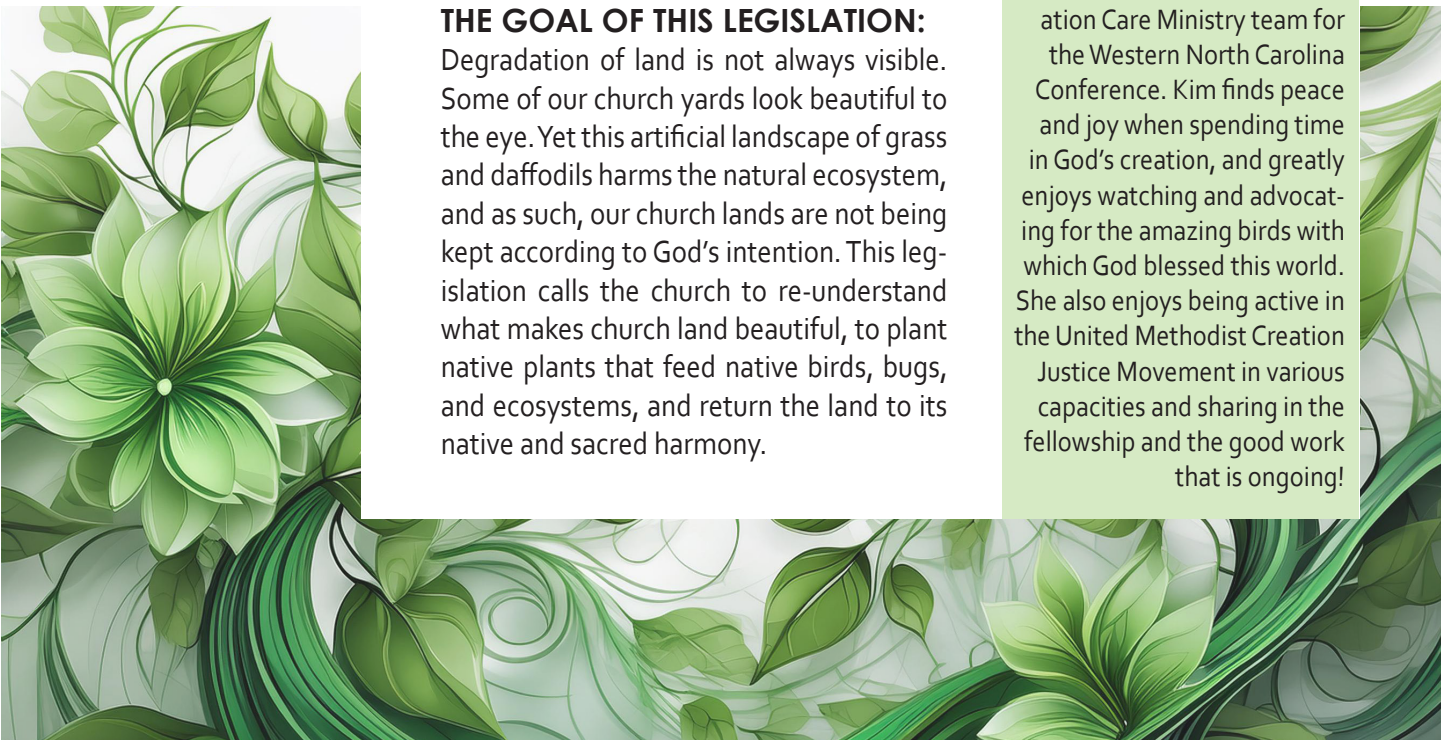 THE GOAL OF THIS LEGISLATION:
Degradation of land is not always visible.
Some of our church yards look beautiful to
the eye. Yet this artificial landscape of grass
and daffodils harms the natural ecosystem,
and as such, our church lands are not being
kept according to God's intention. This leg-
islation calls the church to re-understand
what makes church land beautiful, to plant
native plants that feed native birds, bugs,
and ecosystems, and return the land to its
native and sacred harmony.
ation Care Ministry team for
the Western North Carolina
Conference. Kim finds peace
and joy when spending time
in God's creation, and greatly
enjoys watching and advocat-
ing for the amazing birds with
which God blessed this world.
She also enjoys being active in
the United Methodist Creation
Justice Movement in various
capacities and sharing in the
fellowship and the good work
that is ongoing!